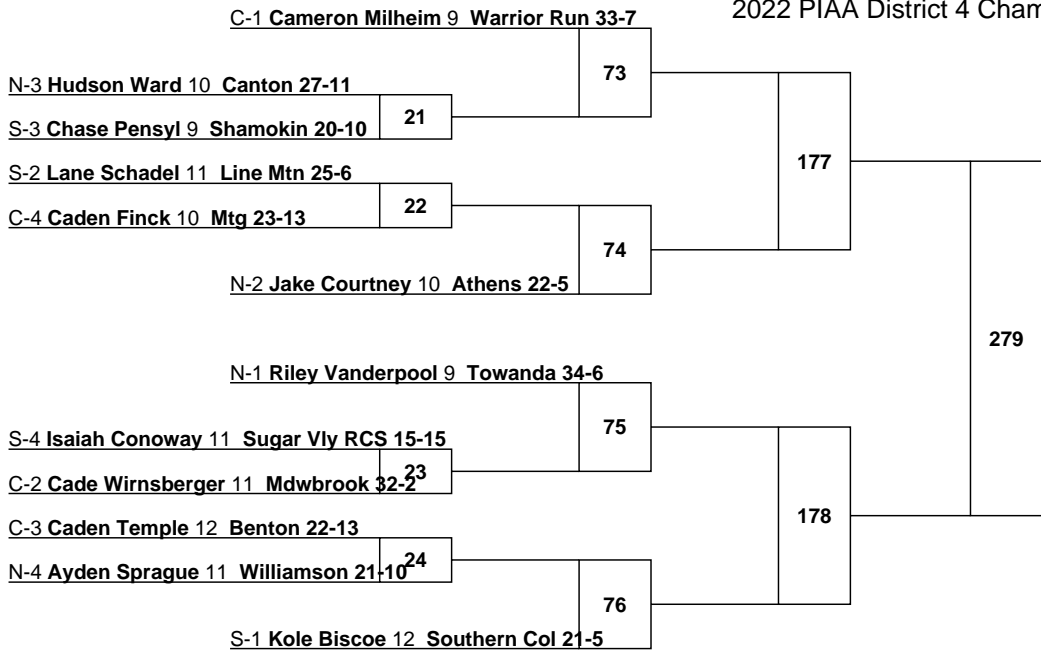 2022 PIAA District 4 Cham
C-1 Cameron Milheim 9 Warrior Run 33-7
73
N-3 Hudson Ward 10 Canton 27-11
21
S-3 Chase Pensyl 9 Shamokin 20-10
177
S-2 Lane Schadel 11 Line Mtn 25-6
22
C-4 Caden Finck 10 Mtg 23-13
74
N-2 Jake Courtney 10 Athens 22-5
279
N-1 Riley Vanderpool 9 Towanda 34-6
75
S-4 Isaiah Conoway 11 Sugar Vly RCS 15-15
23
C-2 Cade Wirnsberger 11 Mdwbrook 32-2
178
C-3 Caden Temple 12 Benton 22-13
24
N-4 Ayden Sprague 11 Williamson 21-10
76
S-1 Kole Biscoe 12 Southern Col 21-5